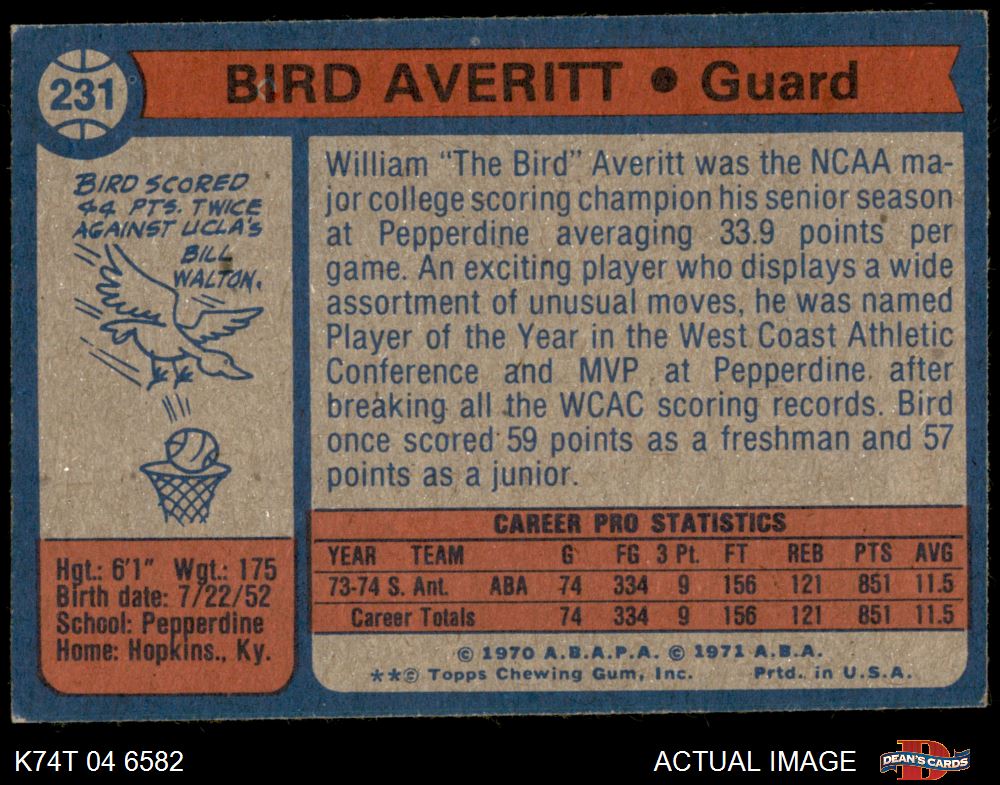 231
BIRD AVERITT • Guard
BIRD SCORED
44 PTS. TWICE
AGAINST UCLA'S
BILL
WALTON.
William "The Bird" Averitt was the NCAA ma-
jor college scoring champion his senior season
at Pepperdine averaging 33.9 points per
game. An exciting player who displays a wide
assortment of unusual moves, he was named
Player of the Year in the West Coast Athletic
Conference and MVP at Pepperdine after
breaking all the WCAC scoring records. Bird
once scored 59 points as a freshman and 57
points as a junior.
Hgt.: 6'1" Wgt.: 175
Birth date: 7/22/52
School: Pepperdine
Home: Hopkins., Ky.
CAREER PRO STATISTICS
YEAR TEAM G FG 3 Pt. FT REB PTS AVG
73-74 S. Ant. ABA 74 334 9 156 121 851 11.5
Career Totals 74 334 9 156 121 851 11.5
© 1970 A.B.A.P.A. © 1971 A.B.A.
**© Topps Chewing Gum, Inc. Prtd. in U.S.A.
K74T 04 6582
ACTUAL IMAGE
DEAN'S CARDS